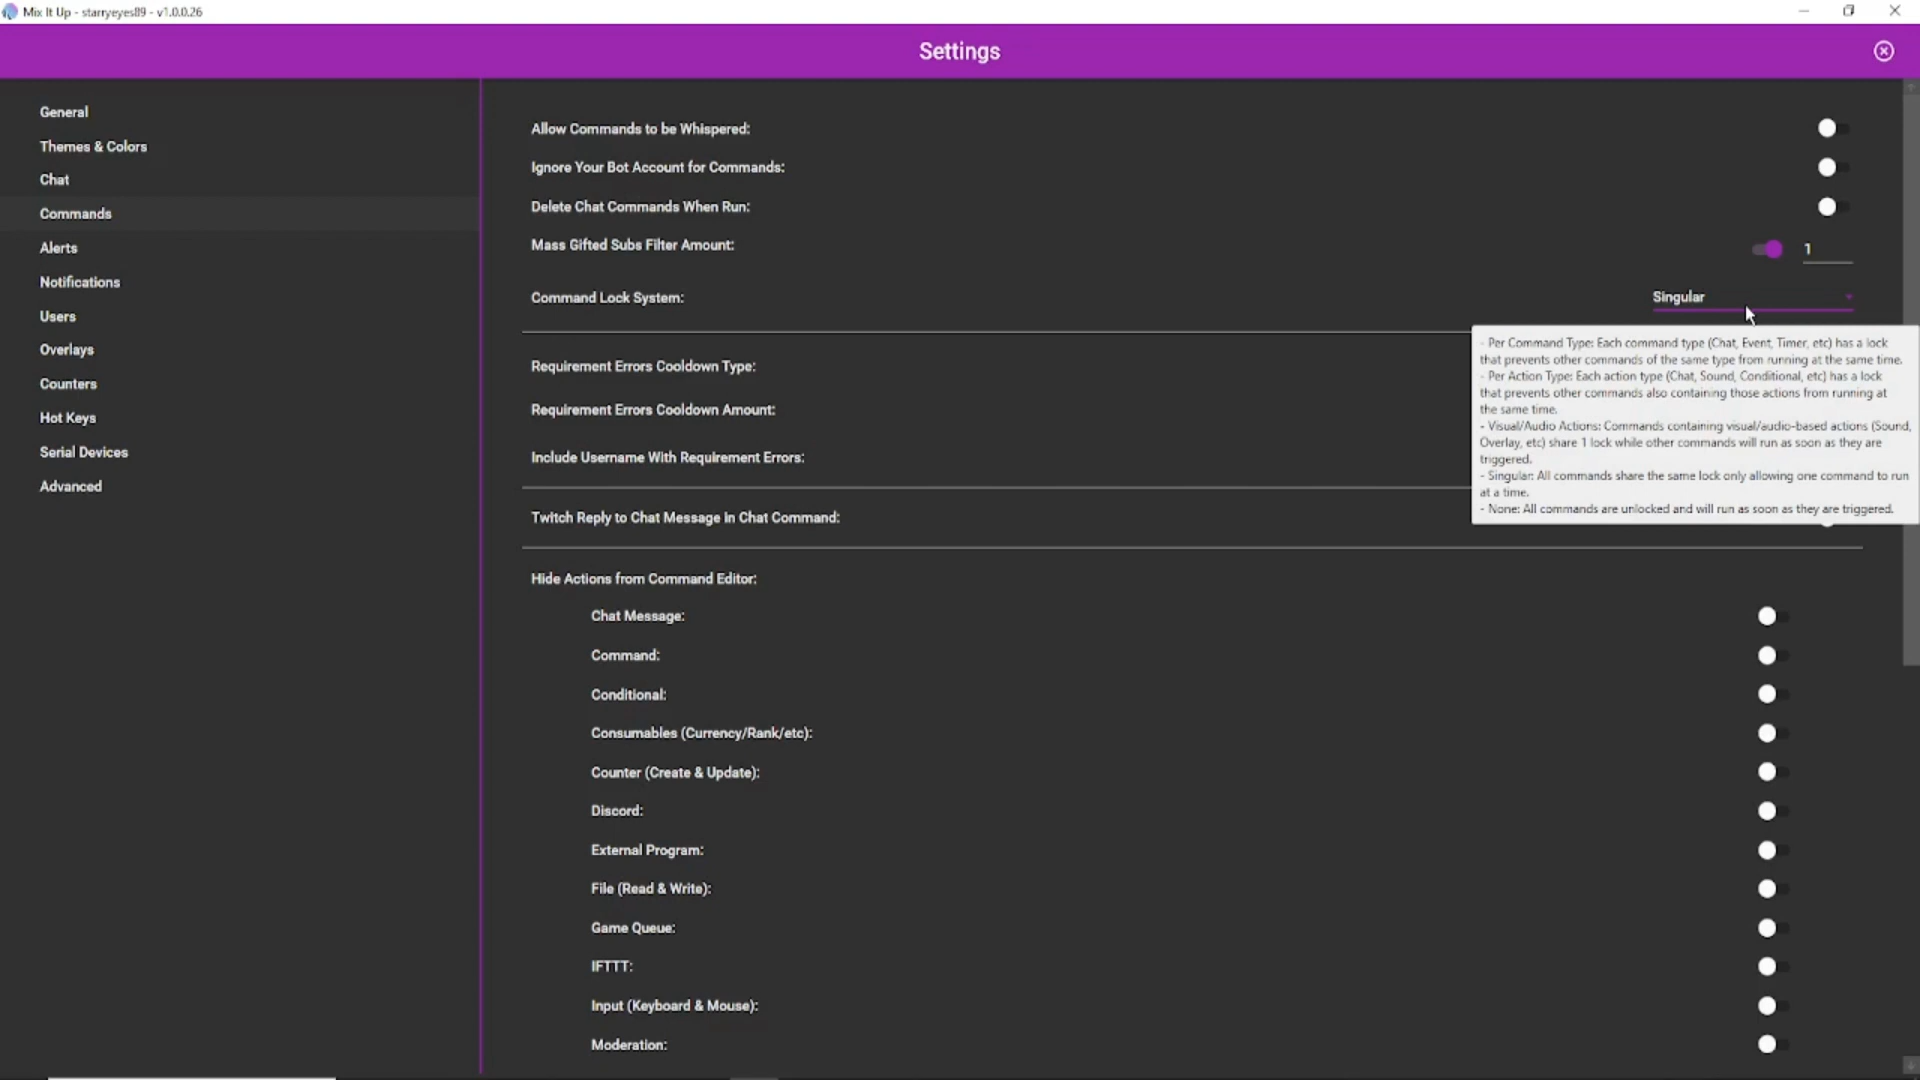 Mix It Up - starryeyes89 - v1.0.0.26
Settings
General
Themes & Colors
Chat
Commands
Alerts
Notifications
Users
Overlays
Counters
Hot Keys
Serial Devices
Advanced
Allow Commands to be Whispered:
Ignore Your Bot Account for Commands:
Delete Chat Commands When Run:
Mass Gifted Subs Filter Amount:
1
Command Lock System:
Singular
- Per Command Type: Each command type (Chat, Event, Timer, etc) has a lock
that prevents other commands of the same type from running at the same time.
- Per Action Type: Each action type (Chat, Sound, Conditional, etc) has a lock
that prevents other commands also containing those actions from running at
the same time.
- Visual/Audio Actions: Commands containing visual/audio-based actions (Sound,
Overlay, etc) share 1 lock while other commands will run as soon as they are
triggered.
- Singular: All commands share the same lock only allowing one command to run
at a time.
- None: All commands are unlocked and will run as soon as they are triggered.
Requirement Errors Cooldown Type:
Requirement Errors Cooldown Amount:
Include Username With Requirement Errors:
Twitch Reply to Chat Message In Chat Command:
Hide Actions from Command Editor:
Chat Message:
Command:
Conditional:
Consumables (Currency/Rank/etc):
Counter (Create & Update):
Discord:
External Program:
File (Read & Write):
Game Queue:
IFTTT:
Input (Keyboard & Mouse):
Moderation: